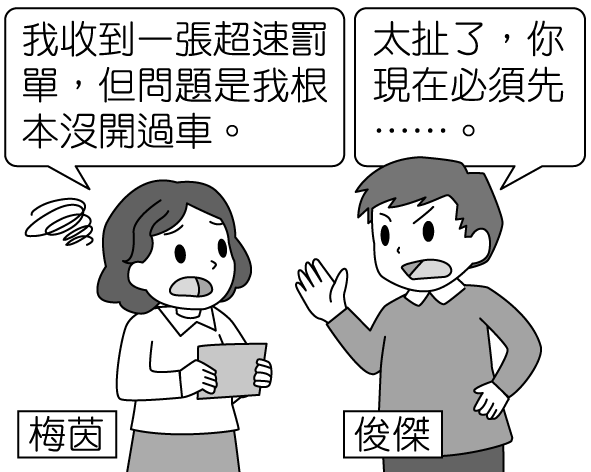 我收到一張超速罰
單，但問題是我根
本沒開過車。
太扯了，你
現在必須先
……。
梅茵
俊傑